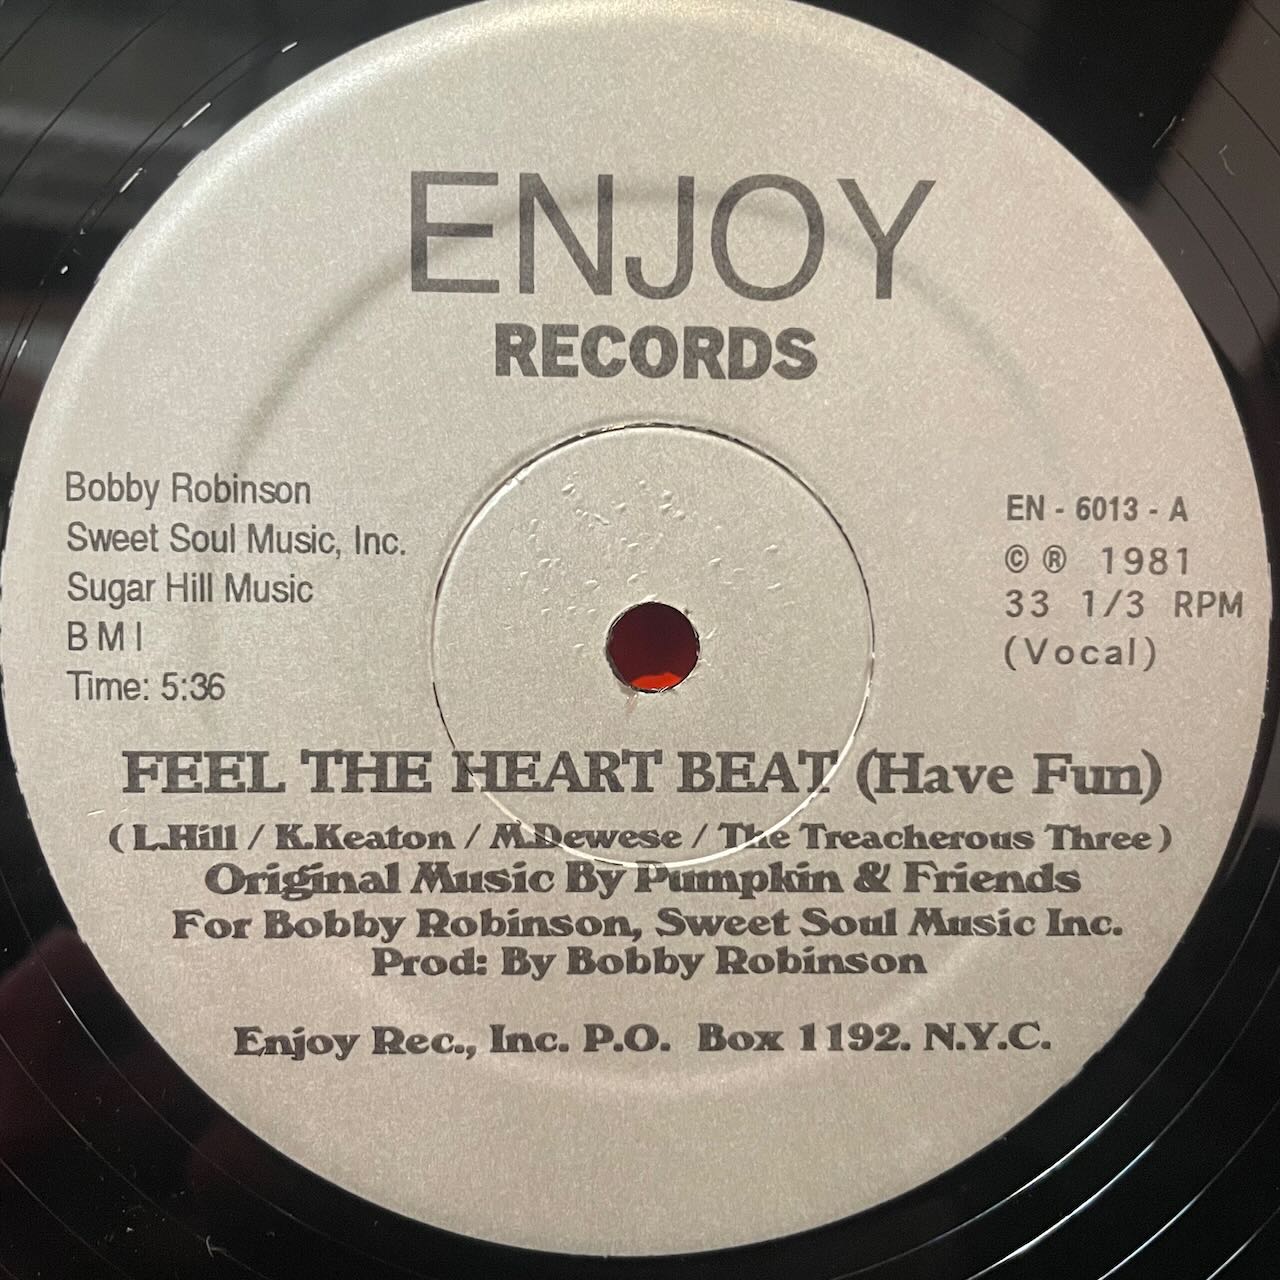 ENJOY
RECORDS
Bobby Robinson
Sweet Soul Music, Inc.
Sugar Hill Music
B M I
Time: 5:36
EN - 6013 - A
© ® 1981
33 1/3 RPM
(Vocal)
FEEL THE HEART BEAT (Have Fun)
( L.Hill / K.Keaton / M.Dewese / The Treacherous Three )
Original Music By Pumpkin & Friends
For Bobby Robinson, Sweet Soul Music Inc.
Prod: By Bobby Robinson
Enjoy Rec., Inc. P.O. Box 1192. N.Y.C.